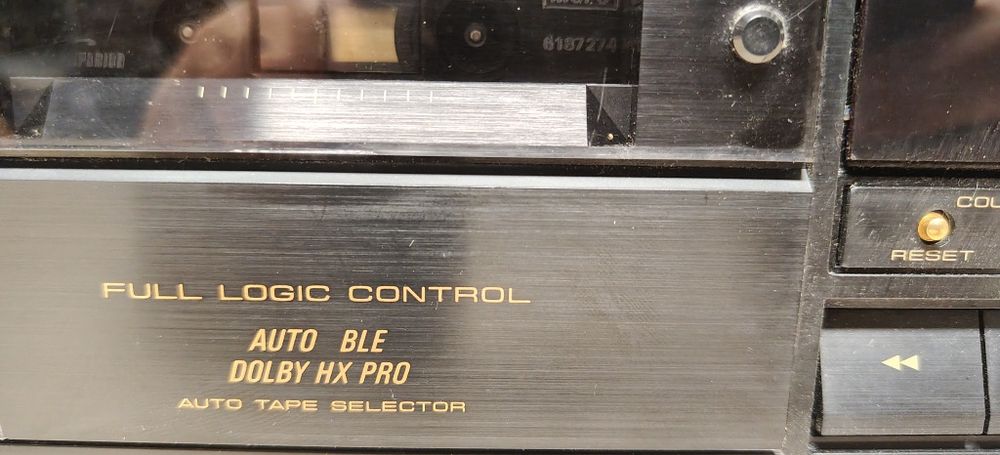 6187274
COU
RESET
FULL LOGIC CONTROL
AUTO BLE
DOLBY HX PRO
AUTO TAPE SELECTOR